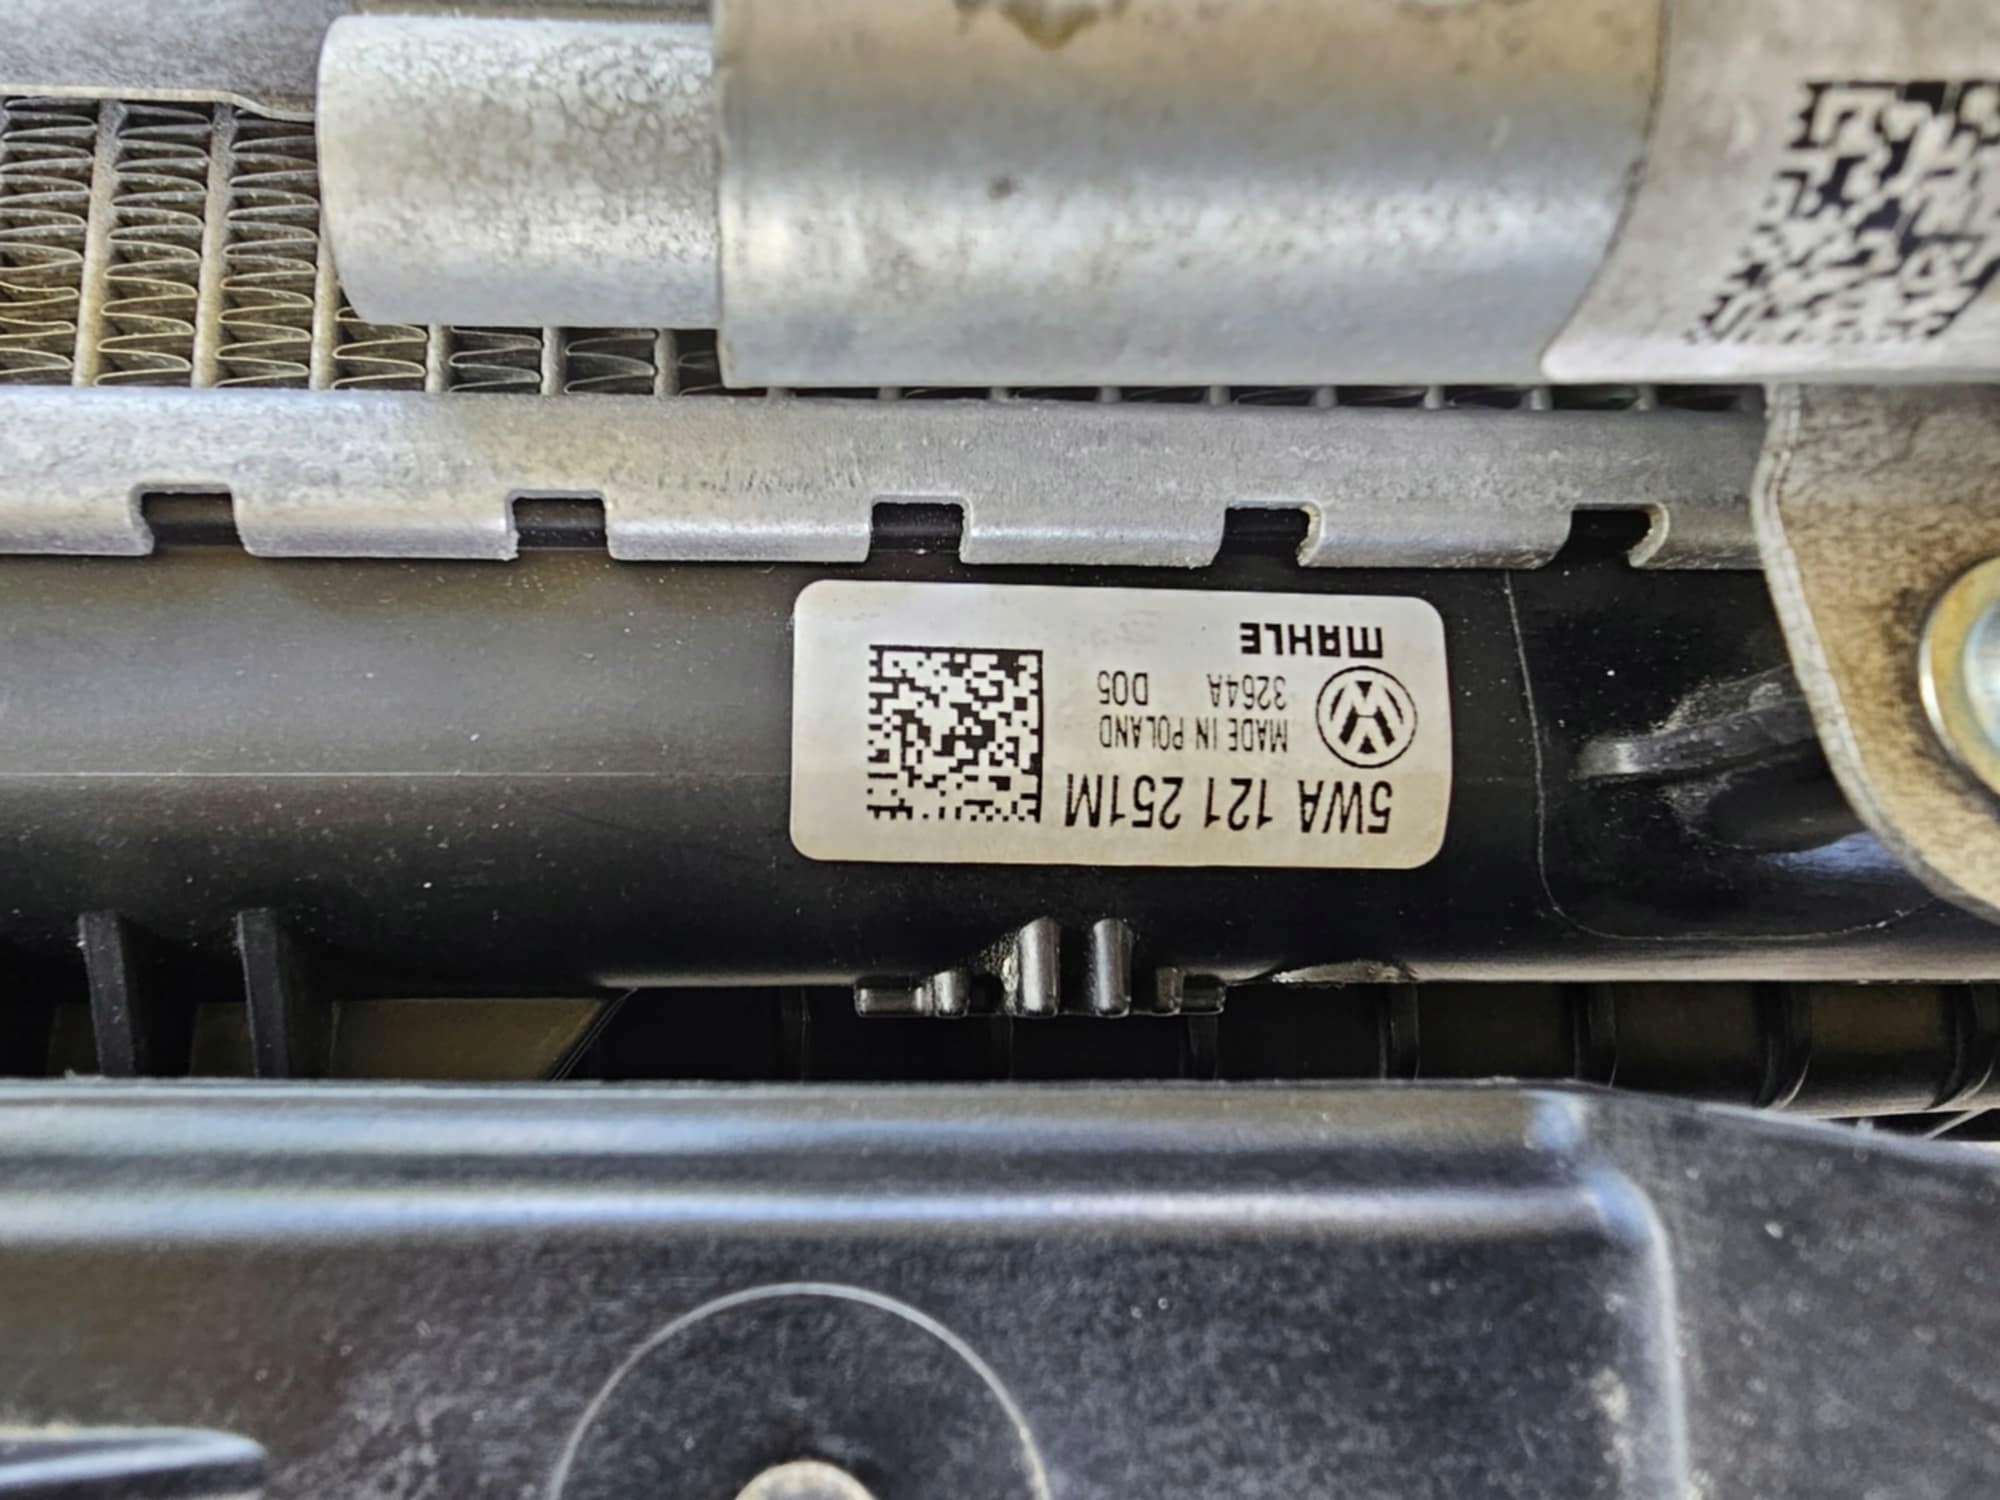 5WA 121 251M
MADE IN POLAND
3264A D05
MAHLE